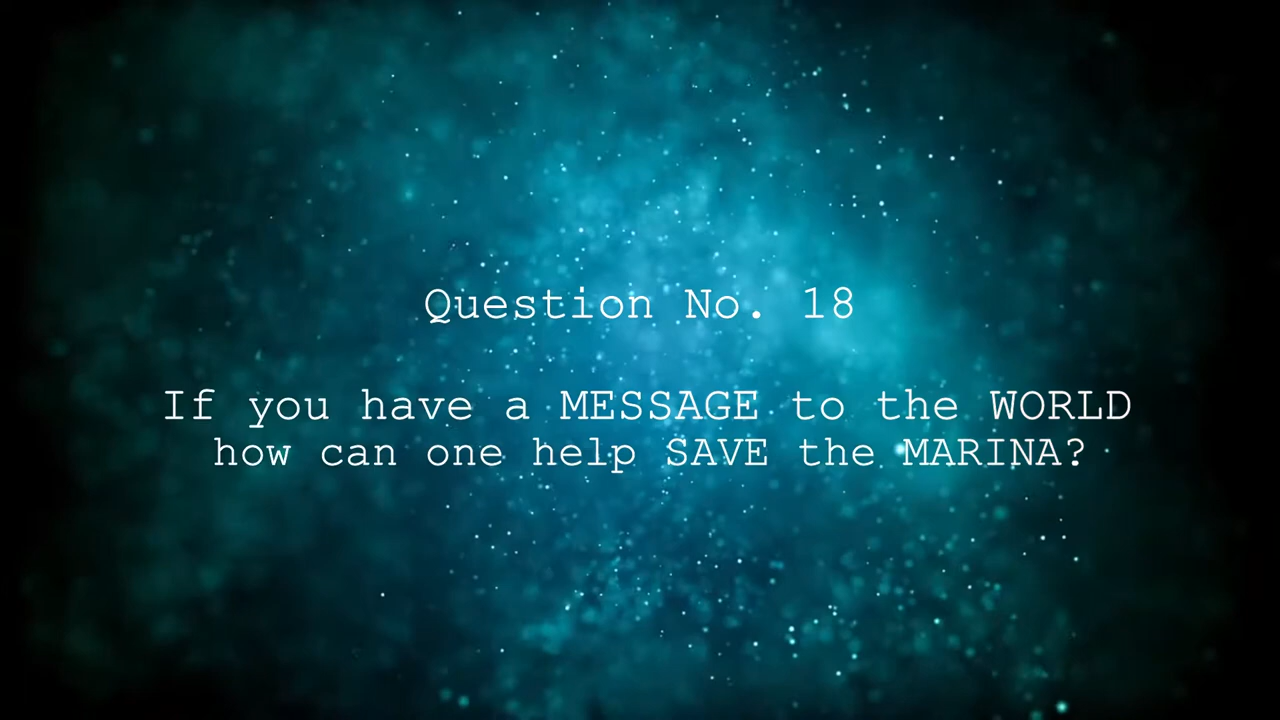 Question No. 18
If you have a MESSAGE to the WORLD
how can one help SAVE the MARINA?